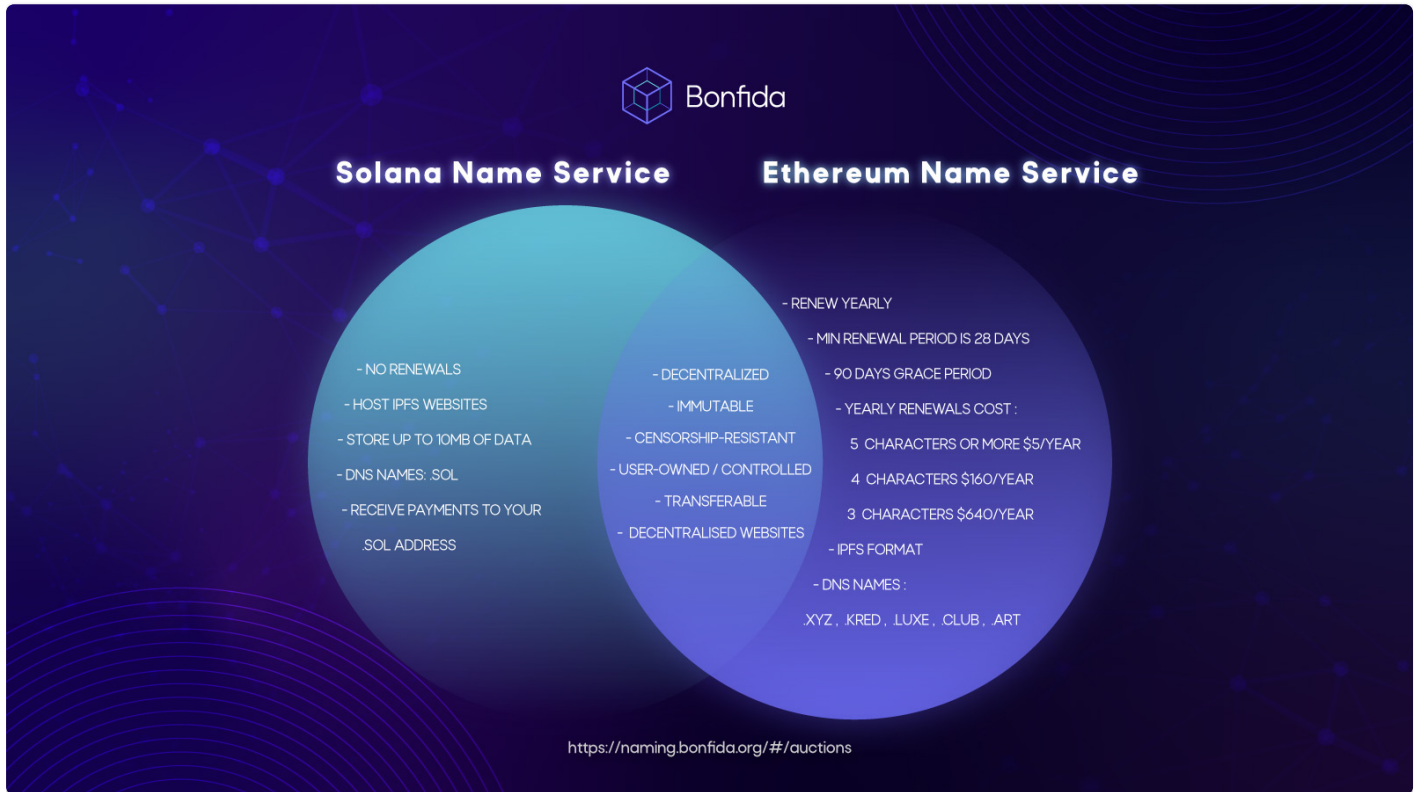 Bonfida
Solana Name Service
Ethereum Name Service
- NO RENEWALS
- HOST IPFS WEBSITES
- STORE UP TO 10MB OF DATA
- DNS NAMES: .SOL
- RECEIVE PAYMENTS TO YOUR
.SOL ADDRESS
- DECENTRALIZED
- IMMUTABLE
- CENSORSHIP-RESISTANT
- USER-OWNED / CONTROLLED
- TRANSFERABLE
- DECENTRALISED WEBSITES
- RENEW YEARLY
- MIN RENEWAL PERIOD IS 28 DAYS
- 90 DAYS GRACE PERIOD
- YEARLY RENEWALS COST :
5 CHARACTERS OR MORE $5/YEAR
4 CHARACTERS $160/YEAR
3 CHARACTERS $640/YEAR
- IPFS FORMAT
- DNS NAMES :
.XYZ , .KRED , .LUXE , .CLUB , .ART
https://naming.bonfida.org/#/auctions